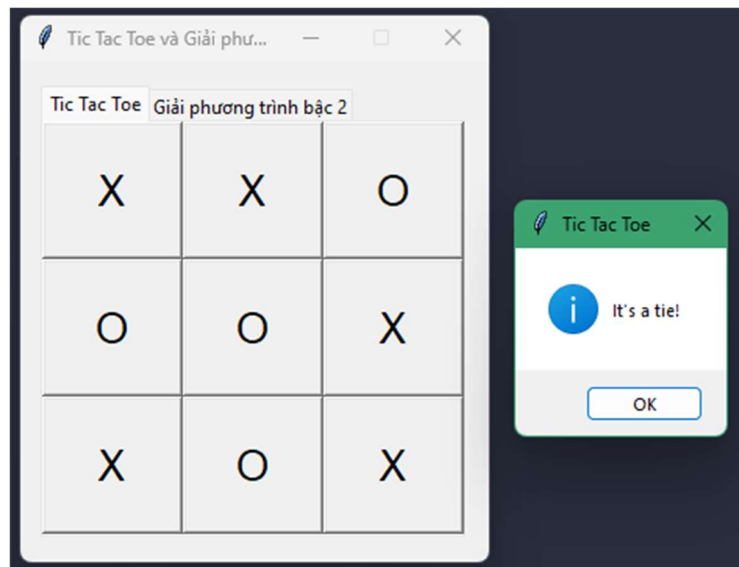 Tic Tac Toe và Giải phư...
Tic Tac Toe Giải phương trình bậc 2
X X O
O O X
X O X
Tic Tac Toe
It's a tie!
OK